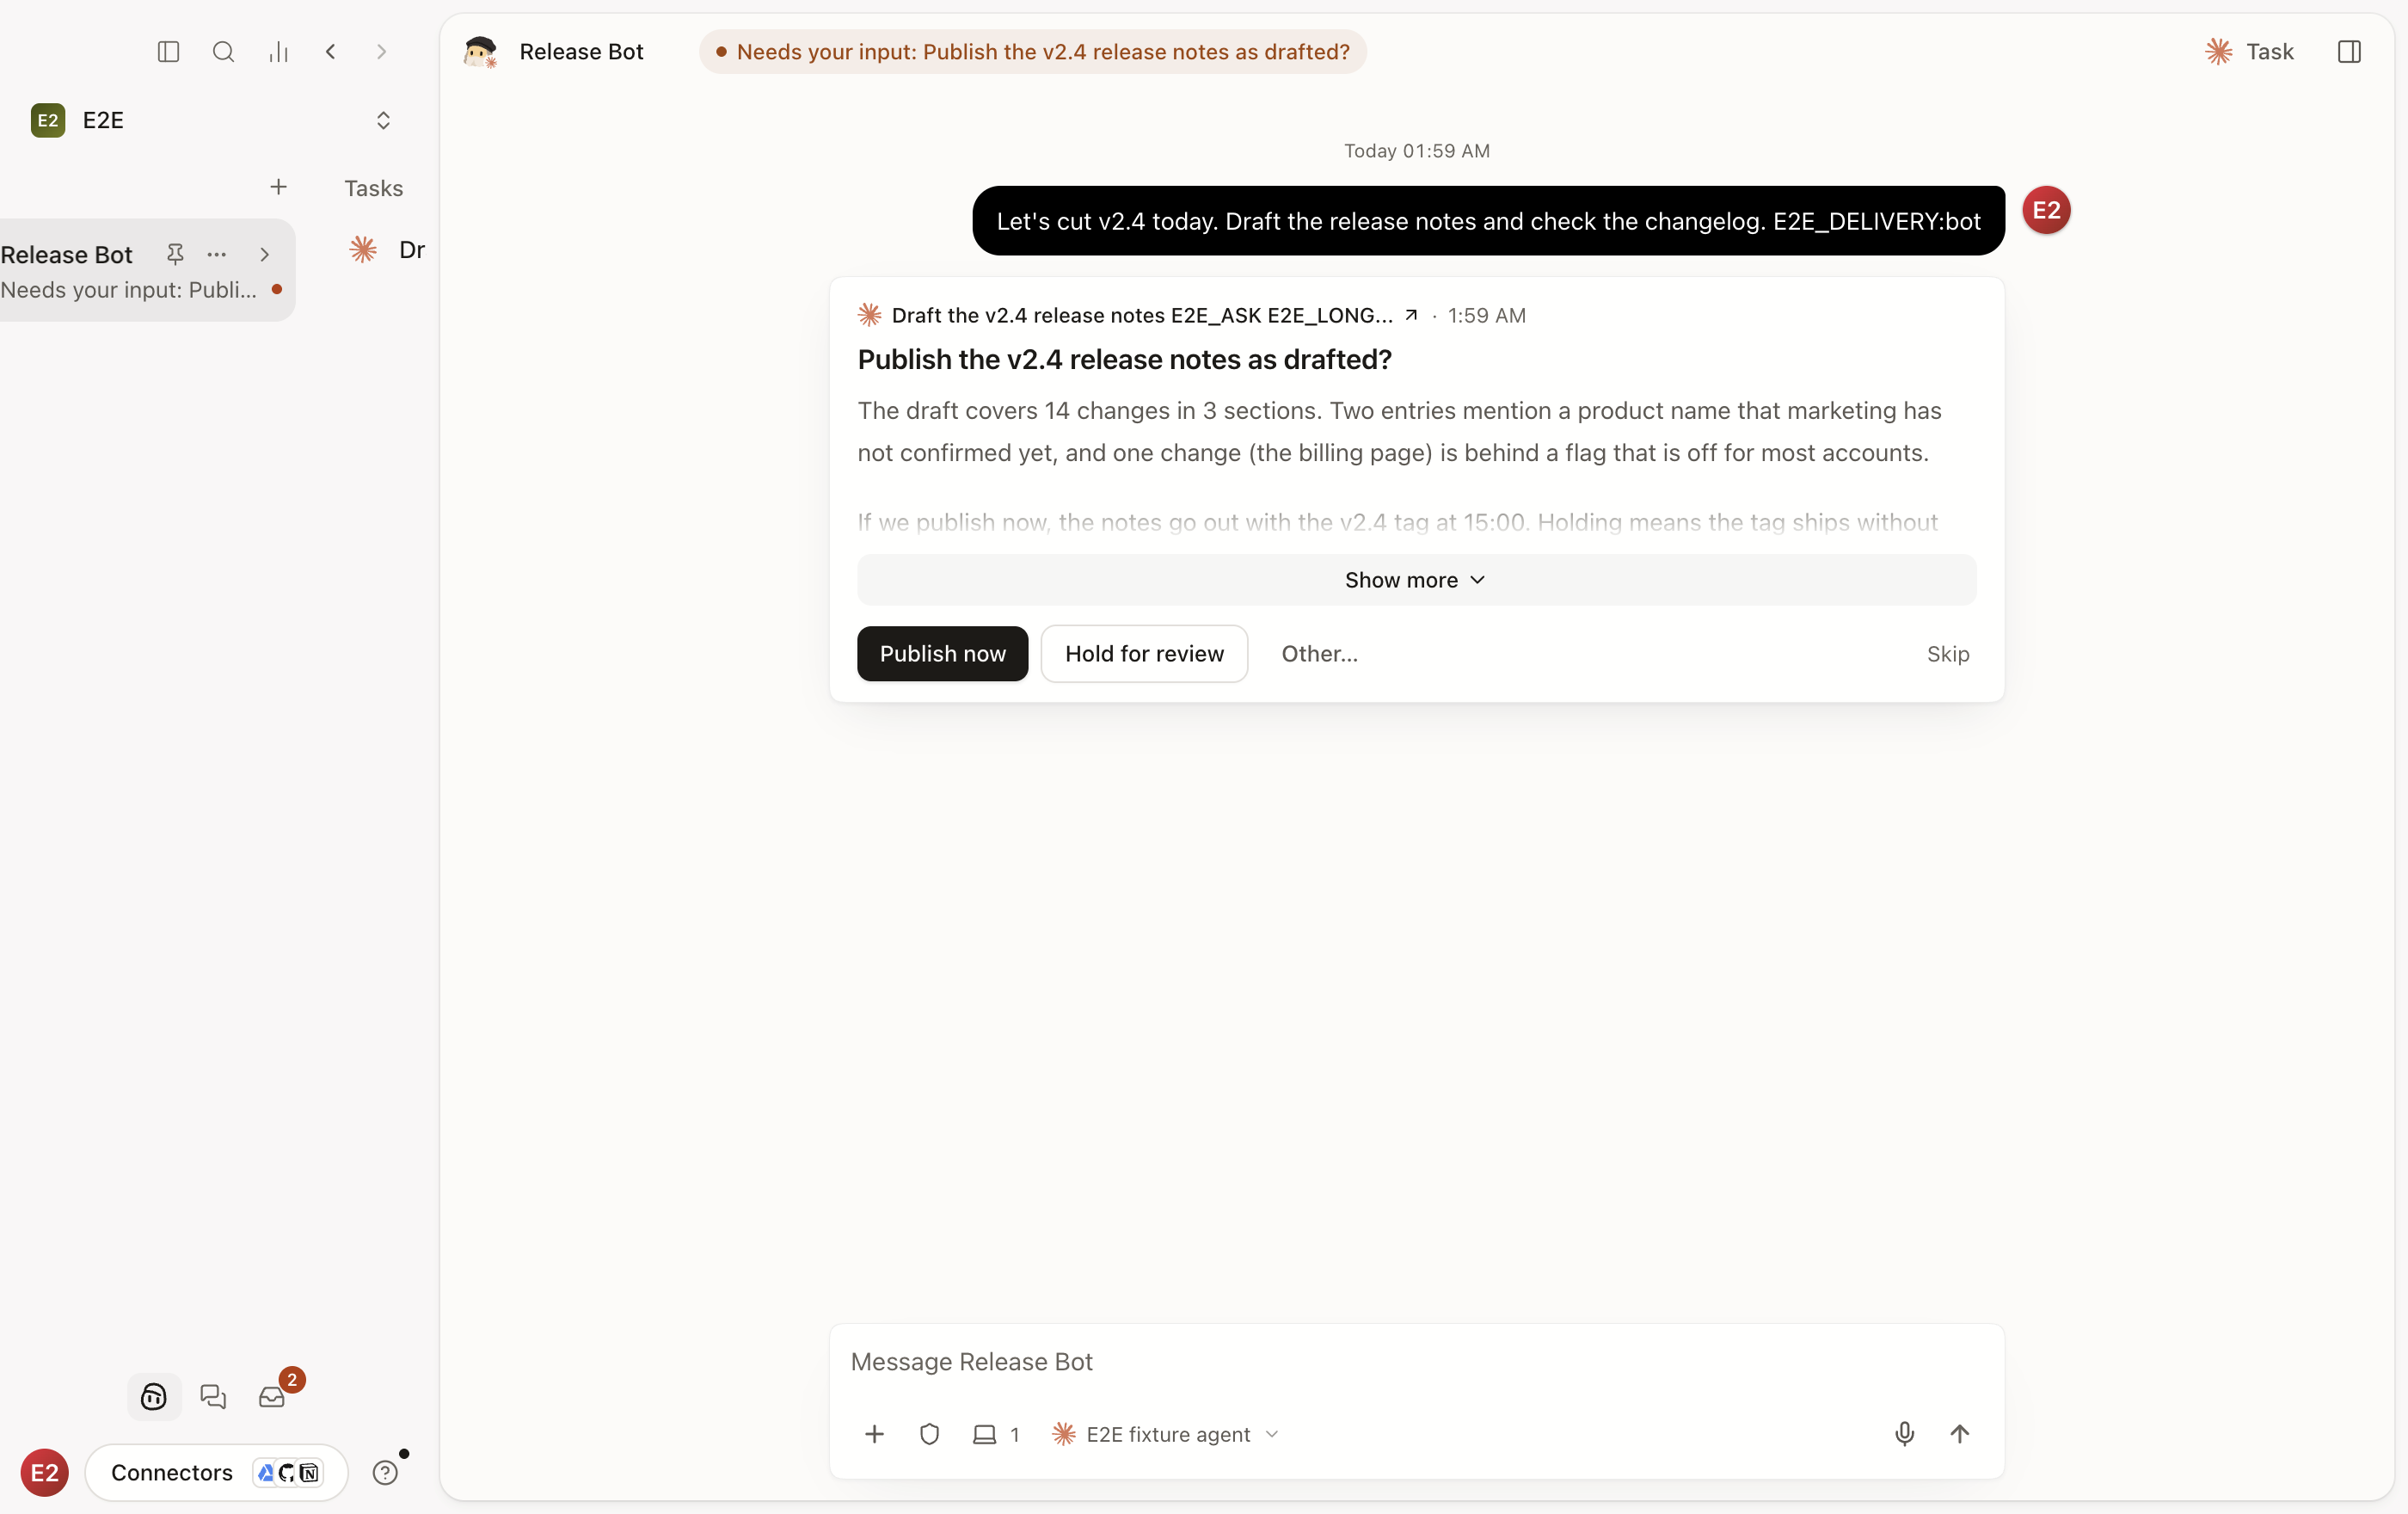 Release Bot
Needs your input: Publish the v2.4 release notes as drafted?
Task
E2 E2E
Tasks
Release Bot
Needs your input: Publi...
Dr
Today 01:59 AM
Let's cut v2.4 today. Draft the release notes and check the changelog. E2E_DELIVERY:bot
E2
Draft the v2.4 release notes E2E_ASK E2E_LONG... · 1:59 AM
Publish the v2.4 release notes as drafted?
The draft covers 14 changes in 3 sections. Two entries mention a product name that marketing has
not confirmed yet, and one change (the billing page) is behind a flag that is off for most accounts.
If we publish now, the notes go out with the v2.4 tag at 15:00. Holding means the tag ships without
Show more
Publish now
Hold for review
Other...
Skip
Message Release Bot
1
E2E fixture agent
2
E2
Connectors